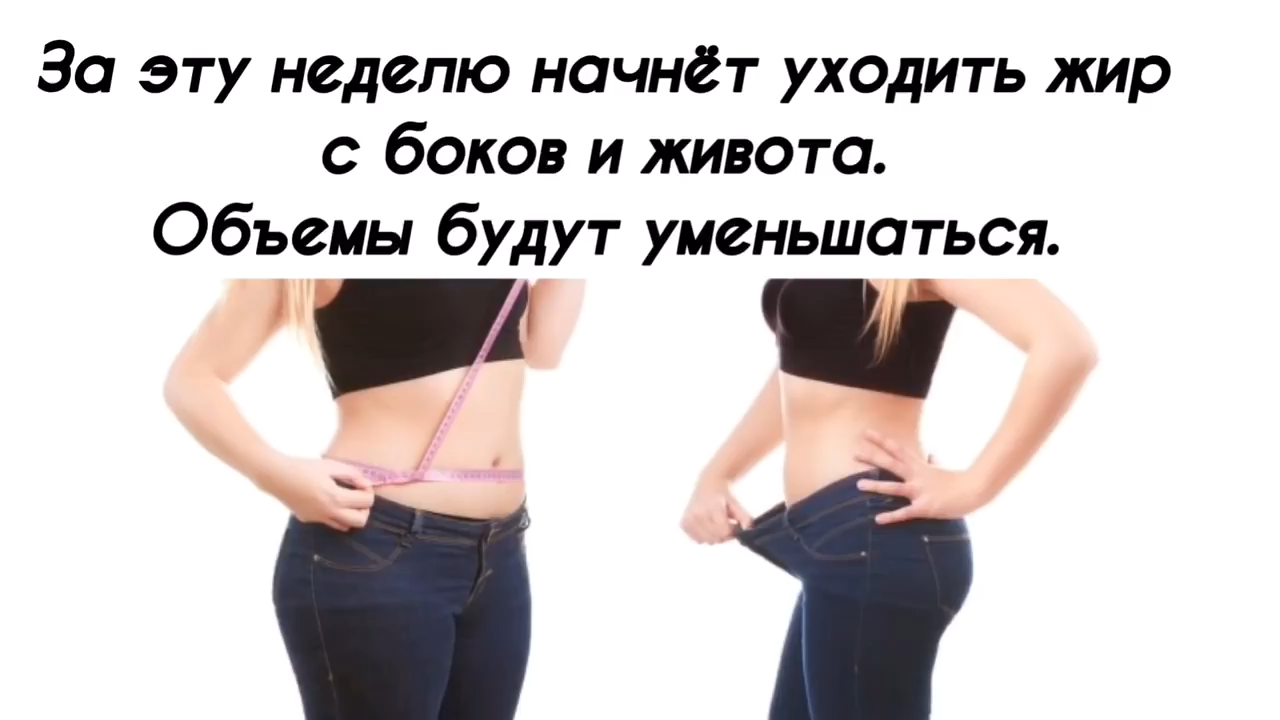 За эту неделю начнёт уходить жир
с боков и живота.
Объемы будут уменьшаться.